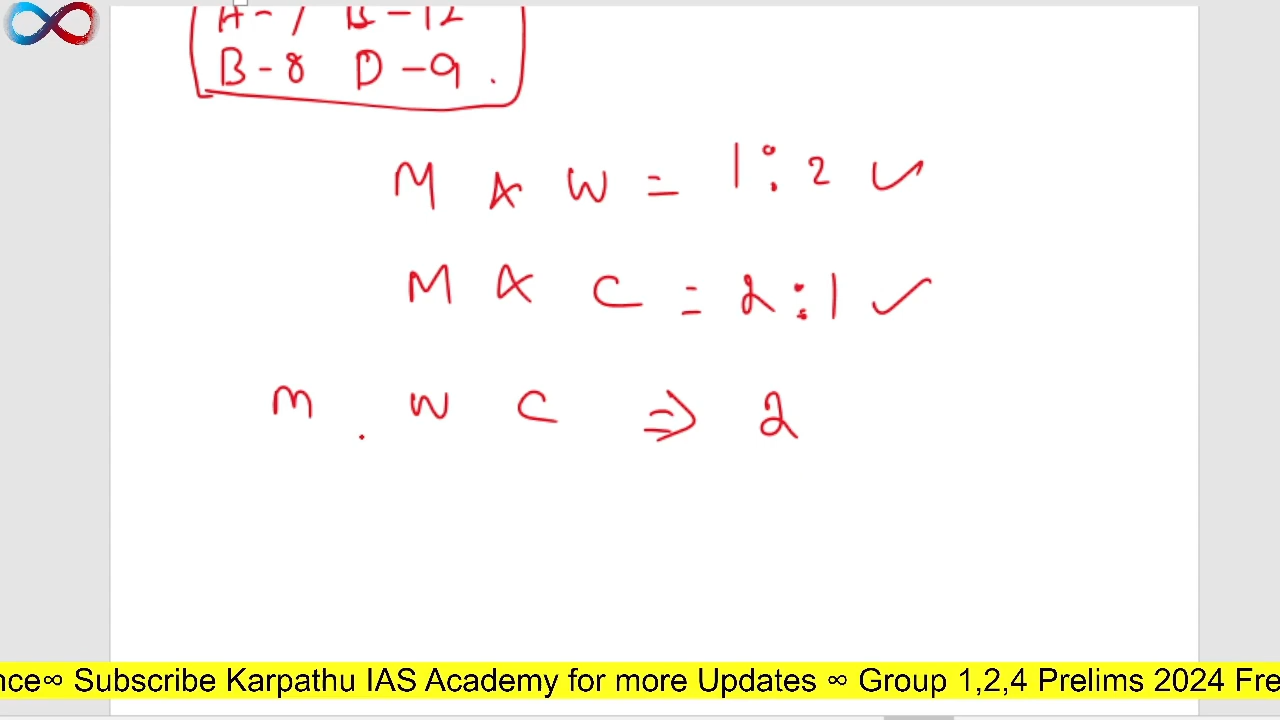 B - 8 D - 9 .
M & W = 1 : 2 ✓
M & C = 2 : 1 ✓
M . W C ⇒ 2
nce∞ Subscribe Karpathu IAS Academy for more Updates ∞ Group 1,2,4 Prelims 2024 Fre